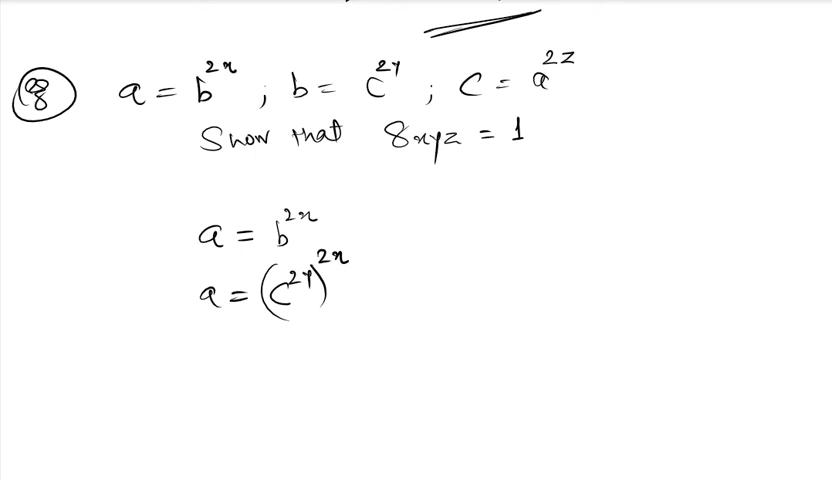 8 a = b^2x ; b = c^2y ; c = a^2z
Show that 8xyz = 1
a = b^2x
a = (c^2y)^2x